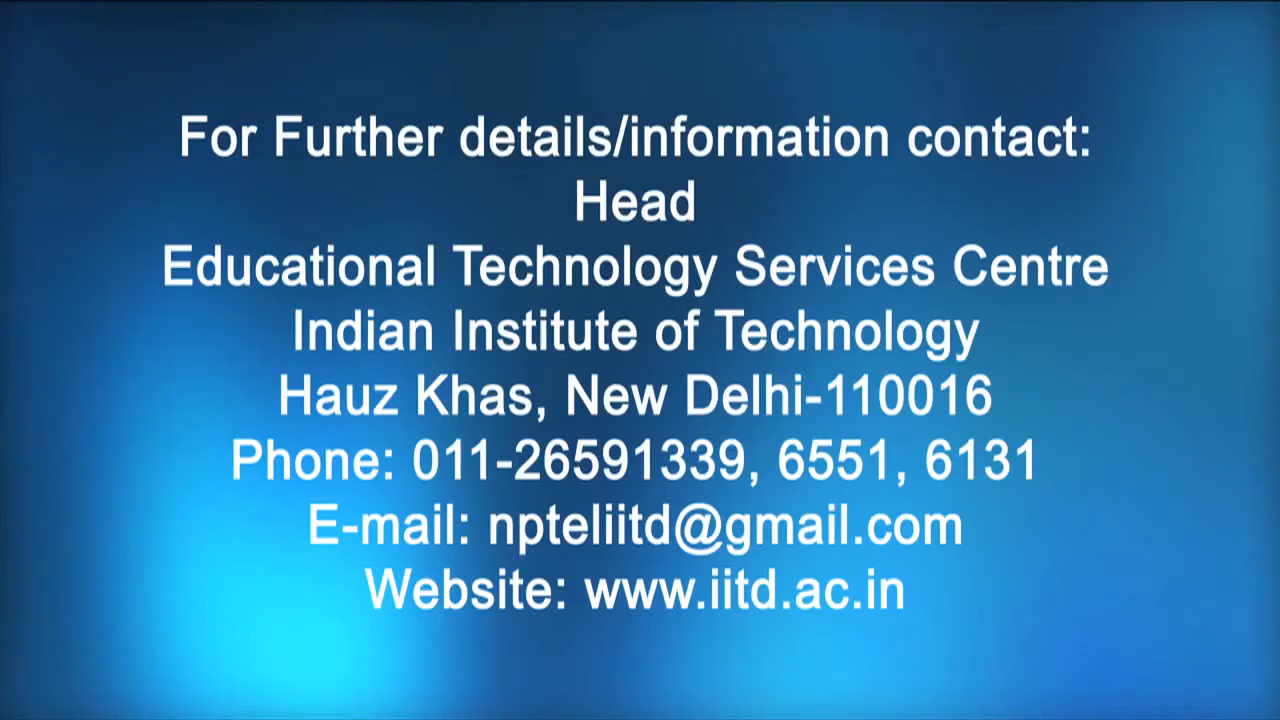 For Further details/information contact:
Head
Educational Technology Services Centre
Indian Institute of Technology
Hauz Khas, New Delhi-110016
Phone: 011-26591339, 6551, 6131
E-mail: npteliitd@gmail.com
Website: www.iitd.ac.in